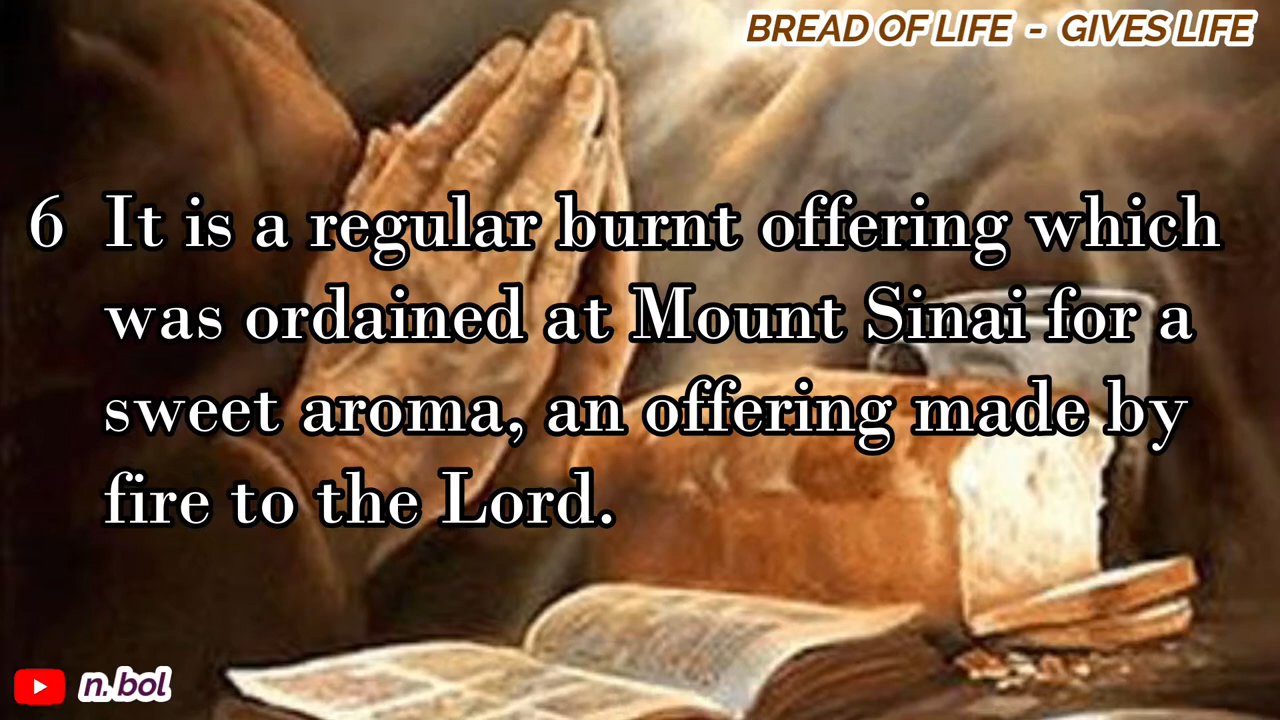 BREAD OF LIFE - GIVES LIFE
6 It is a regular burnt offering which
was ordained at Mount Sinai for a
sweet aroma, an offering made by
fire to the Lord.
n. bol